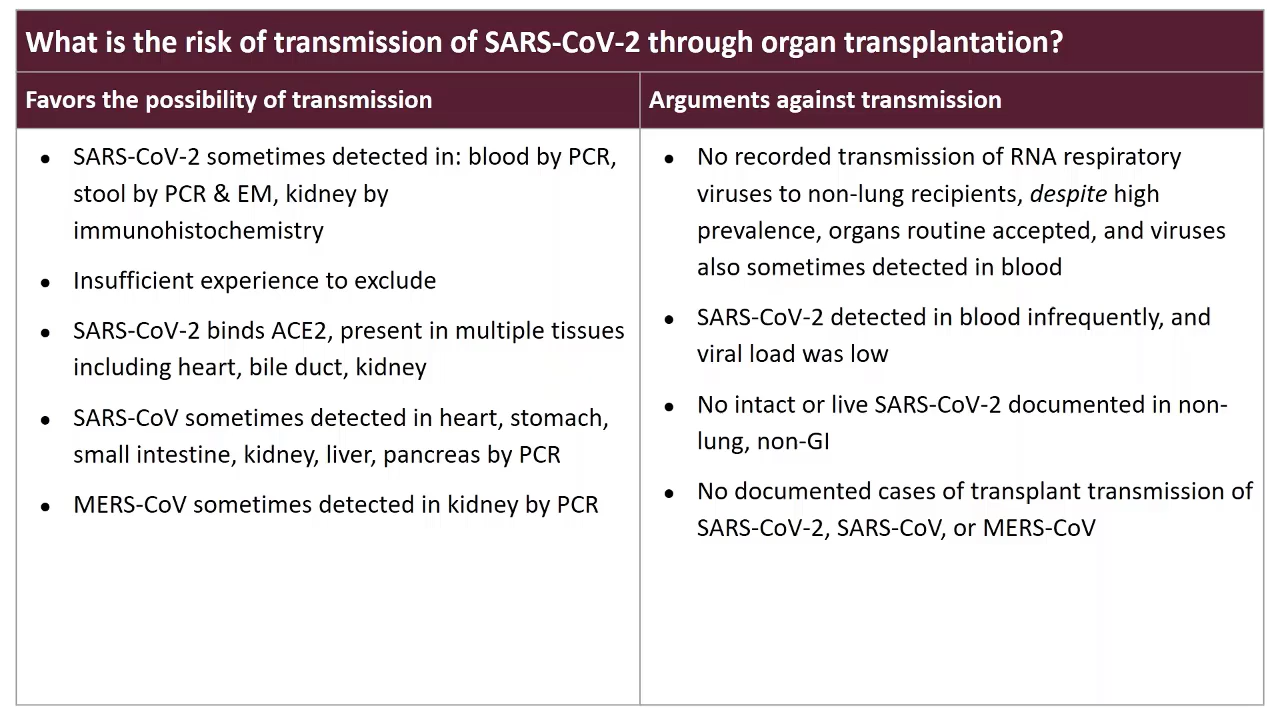 What is the risk of transmission of SARS-CoV-2 through organ transplantation?
Favors the possibility of transmission
• SARS-CoV-2 sometimes detected in: blood by PCR,
stool by PCR & EM, kidney by
immunohistochemistry
• Insufficient experience to exclude
• SARS-CoV-2 binds ACE2, present in multiple tissues
including heart, bile duct, kidney
• SARS-CoV sometimes detected in heart, stomach,
small intestine, kidney, liver, pancreas by PCR
• MERS-CoV sometimes detected in kidney by PCR
Arguments against transmission
• No recorded transmission of RNA respiratory
viruses to non-lung recipients, despite high
prevalence, organs routine accepted, and viruses
also sometimes detected in blood
• SARS-CoV-2 detected in blood infrequently, and
viral load was low
• No intact or live SARS-CoV-2 documented in non-
lung, non-GI
• No documented cases of transplant transmission of
SARS-CoV-2, SARS-CoV, or MERS-CoV